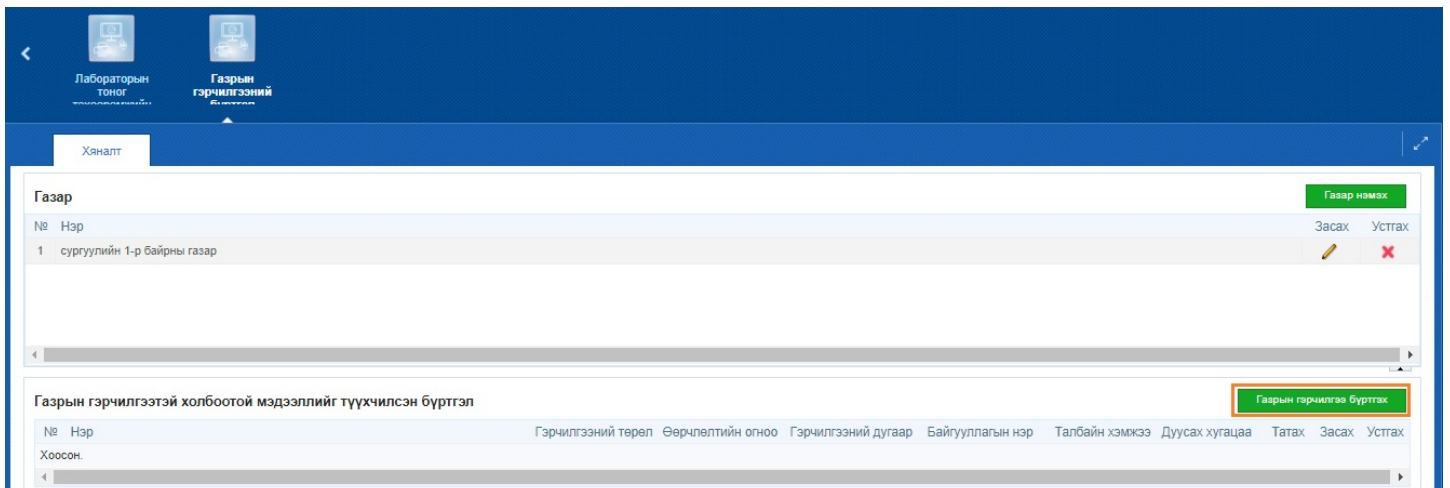 Лабораторын
тоног
Газрын
гэрчилгээний
бүртгэл
Хяналт
Газар
Газар нэмэх
№ Нэр Засах Устгах
1 сургуулийн 1-р байрны газар
Газрын гэрчилгээтэй холбоотой мэдээллийг түүхчилсэн бүртгэл
Газрын гэрчилгээ бүртгэх
№ Нэр Гэрчилгээний төрөл Өөрчлөлтийн огноо Гэрчилгээний дугаар Байгууллагын нэр Талбайн хэмжээ Дуусах хугацаа Татах Засах Устгах
Хоосон.